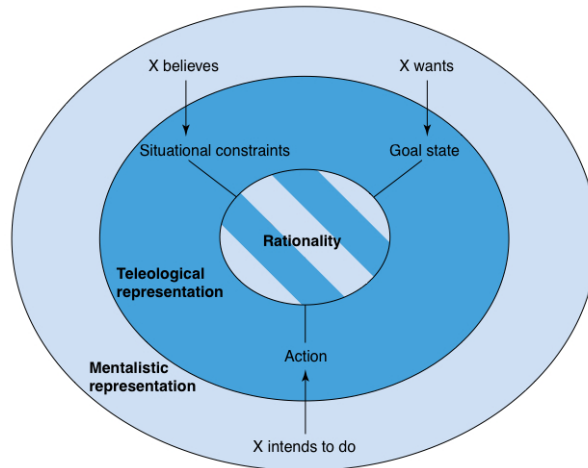 X believes
X wants
Situational constraints
Goal state
Rationality
Teleological
representation
Action
Mentalistic
representation
X intends to do